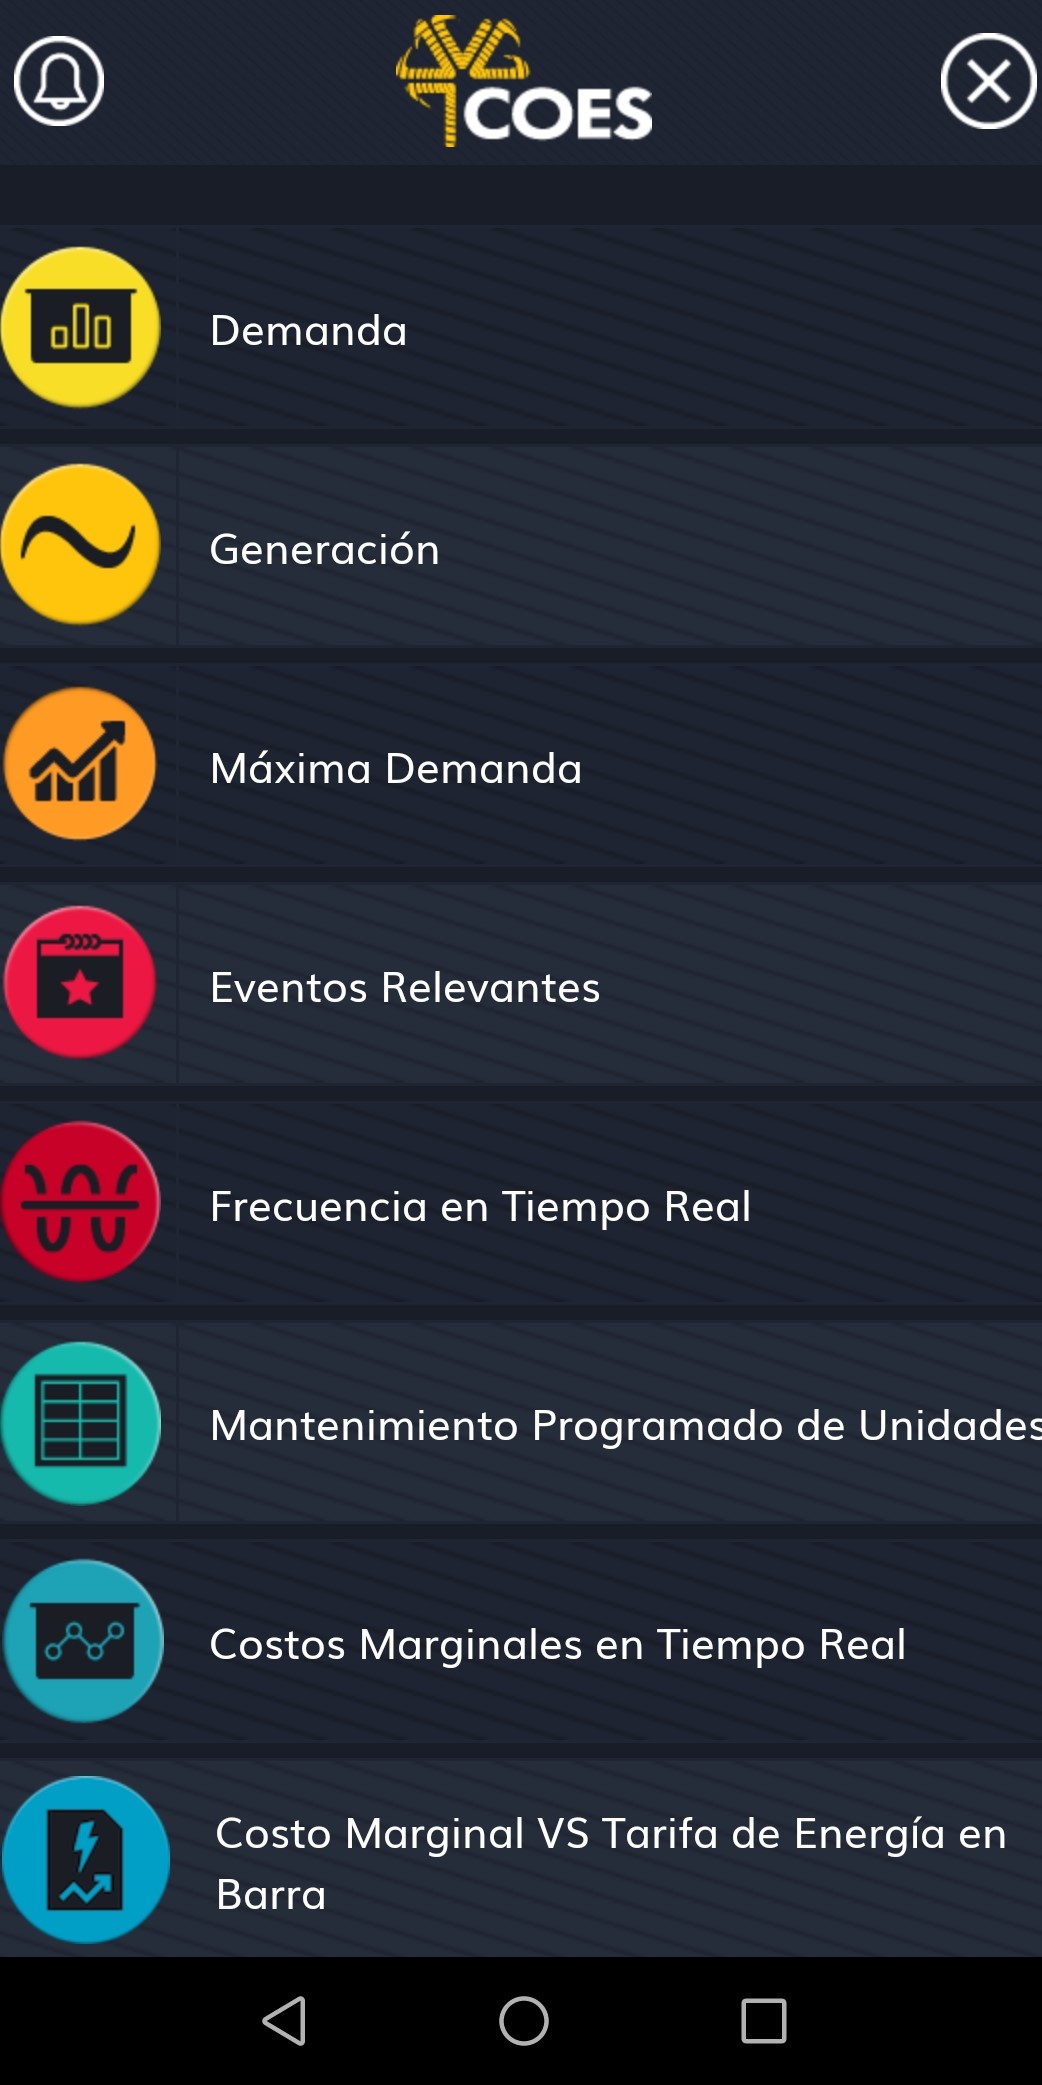 COES
Demanda
Generación
Máxima Demanda
Eventos Relevantes
Frecuencia en Tiempo Real
Mantenimiento Programado de Unidades
Costos Marginales en Tiempo Real
Costo Marginal VS Tarifa de Energía en
Barra